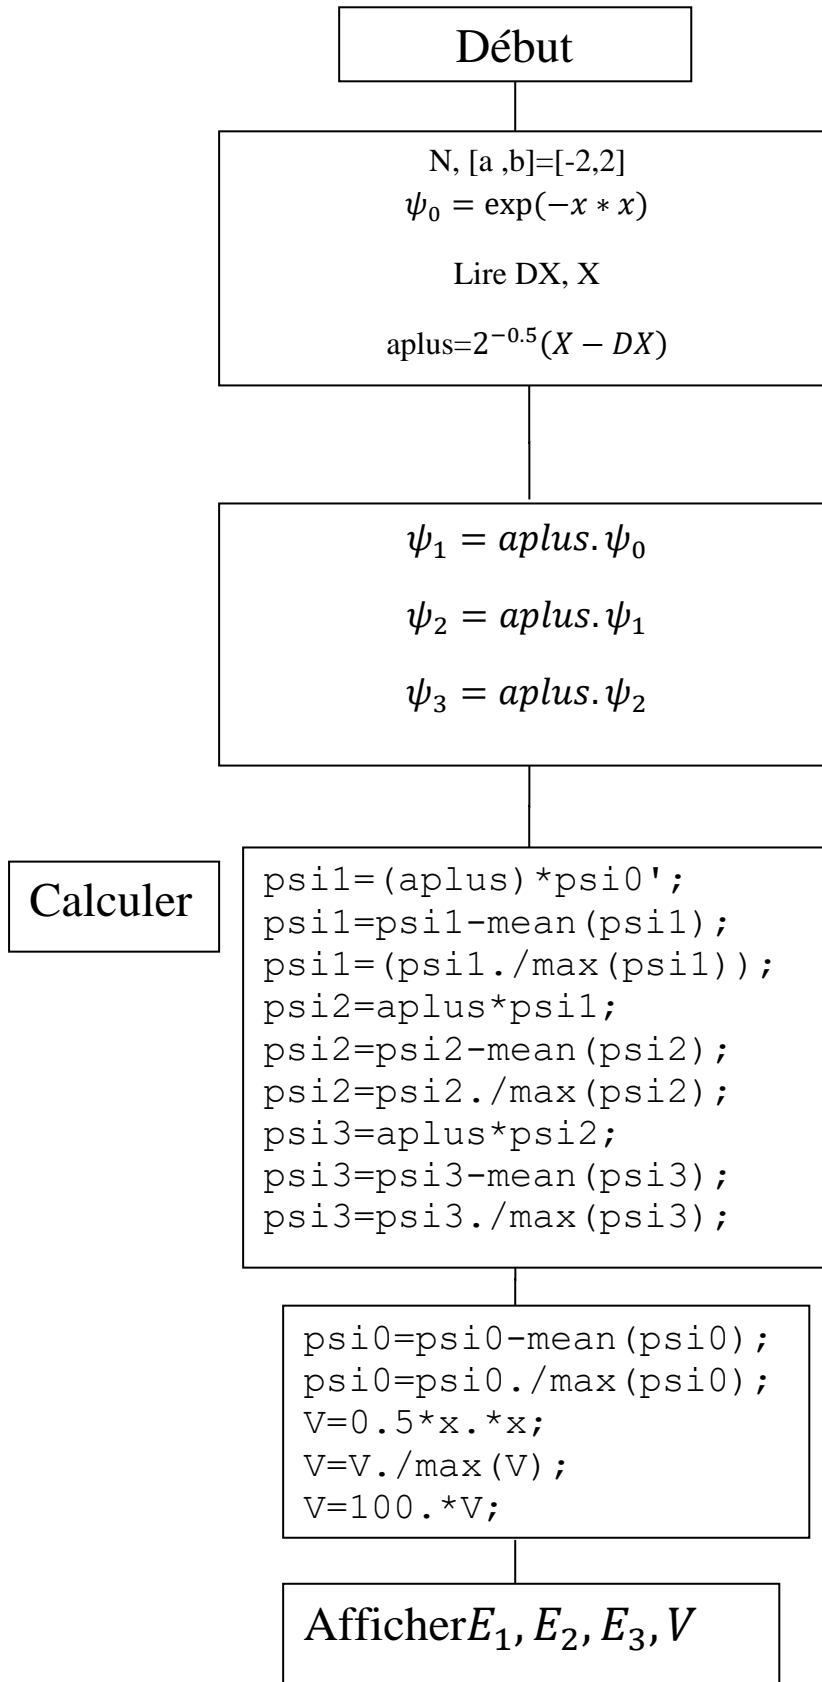 Début
N, [a ,b]=[-2,2]
𝜓₀ = exp(−𝑥 ∗ 𝑥)
Lire DX, X
aplus=2⁻⁰·⁵(𝑋 − 𝐷𝑋)
𝜓₁ = 𝑎𝑝𝑙𝑢𝑠. 𝜓₀
𝜓₂ = 𝑎𝑝𝑙𝑢𝑠. 𝜓₁
𝜓₃ = 𝑎𝑝𝑙𝑢𝑠. 𝜓₂
Calculer
psi1=(aplus)*psi0';
psi1=psi1-mean(psi1);
psi1=(psi1./max(psi1));
psi2=aplus*psi1;
psi2=psi2-mean(psi2);
psi2=psi2./max(psi2);
psi3=aplus*psi2;
psi3=psi3-mean(psi3);
psi3=psi3./max(psi3);
psi0=psi0-mean(psi0);
psi0=psi0./max(psi0);
V=0.5*x.*x;
V=V./max(V);
V=100.*V;
Afficher𝐸₁, 𝐸₂, 𝐸₃, 𝑉